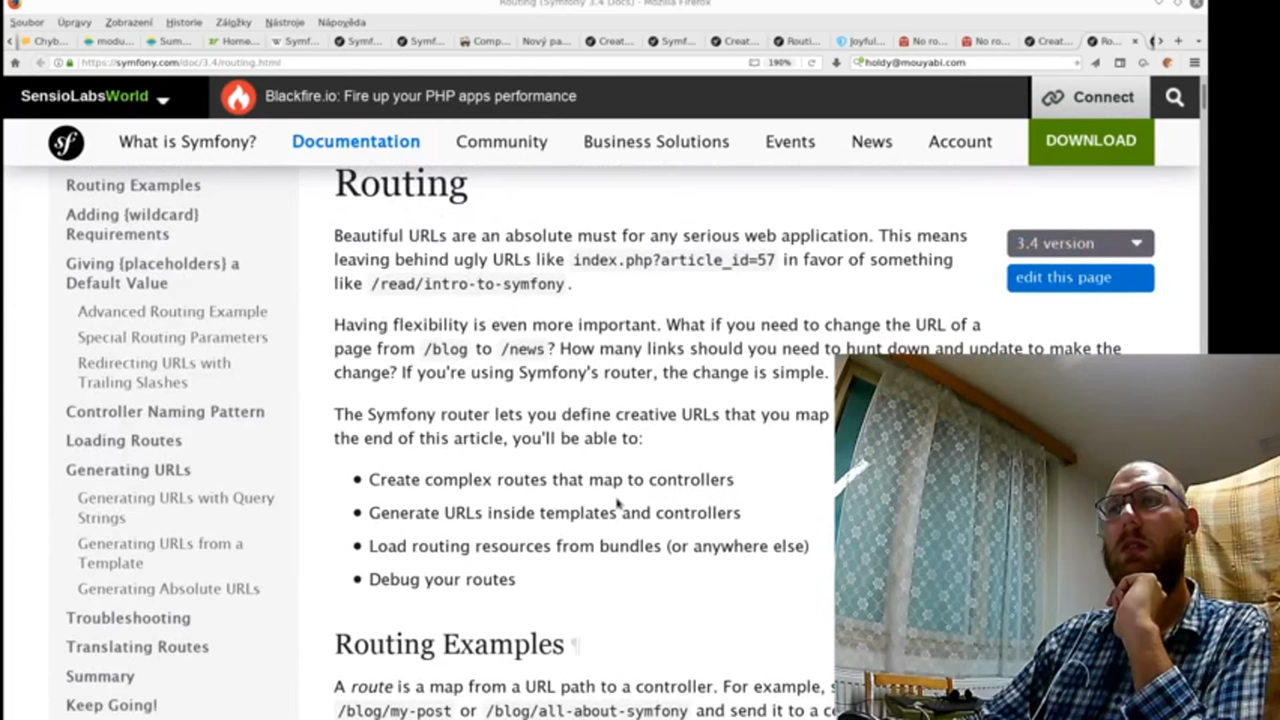 Routing (Symfony 3.4 Docs) - Mozilla Firefox
Soubor Úpravy Zobrazení Historie Záložky Nástroje Nápověda
Chyb... modu... Sum... Home... Symf... Symf... Symf... Comp... Nový pa... Creat... Symf... Creat... Routi... Joyful... No ro... No ro... Creat... Ro...
https://symfony.com/doc/3.4/routing.html 190% holdy@mouyabi.com
SensioLabsWorld Blackfire.io: Fire up your PHP apps performance Connect
sf What is Symfony? Documentation Community Business Solutions Events News Account DOWNLOAD
Routing Examples
Adding {wildcard}
Requirements
Giving {placeholders} a
Default Value
Advanced Routing Example
Special Routing Parameters
Redirecting URLs with
Trailing Slashes
Controller Naming Pattern
Loading Routes
Generating URLs
Generating URLs with Query
Strings
Generating URLs from a
Template
Generating Absolute URLs
Troubleshooting
Translating Routes
Summary
Keep Going!
Routing
Beautiful URLs are an absolute must for any serious web application. This means
leaving behind ugly URLs like index.php?article_id=57 in favor of something
like /read/intro-to-symfony.
3.4 version
edit this page
Having flexibility is even more important. What if you need to change the URL of a
page from /blog to /news? How many links should you need to hunt down and update to make the
change? If you're using Symfony's router, the change is simple.
The Symfony router lets you define creative URLs that you map
the end of this article, you'll be able to:
• Create complex routes that map to controllers
• Generate URLs inside templates and controllers
• Load routing resources from bundles (or anywhere else)
• Debug your routes
Routing Examples ¶
A route is a map from a URL path to a controller. For example,
/blog/my-post or /blog/all-about-symfony and send it to a